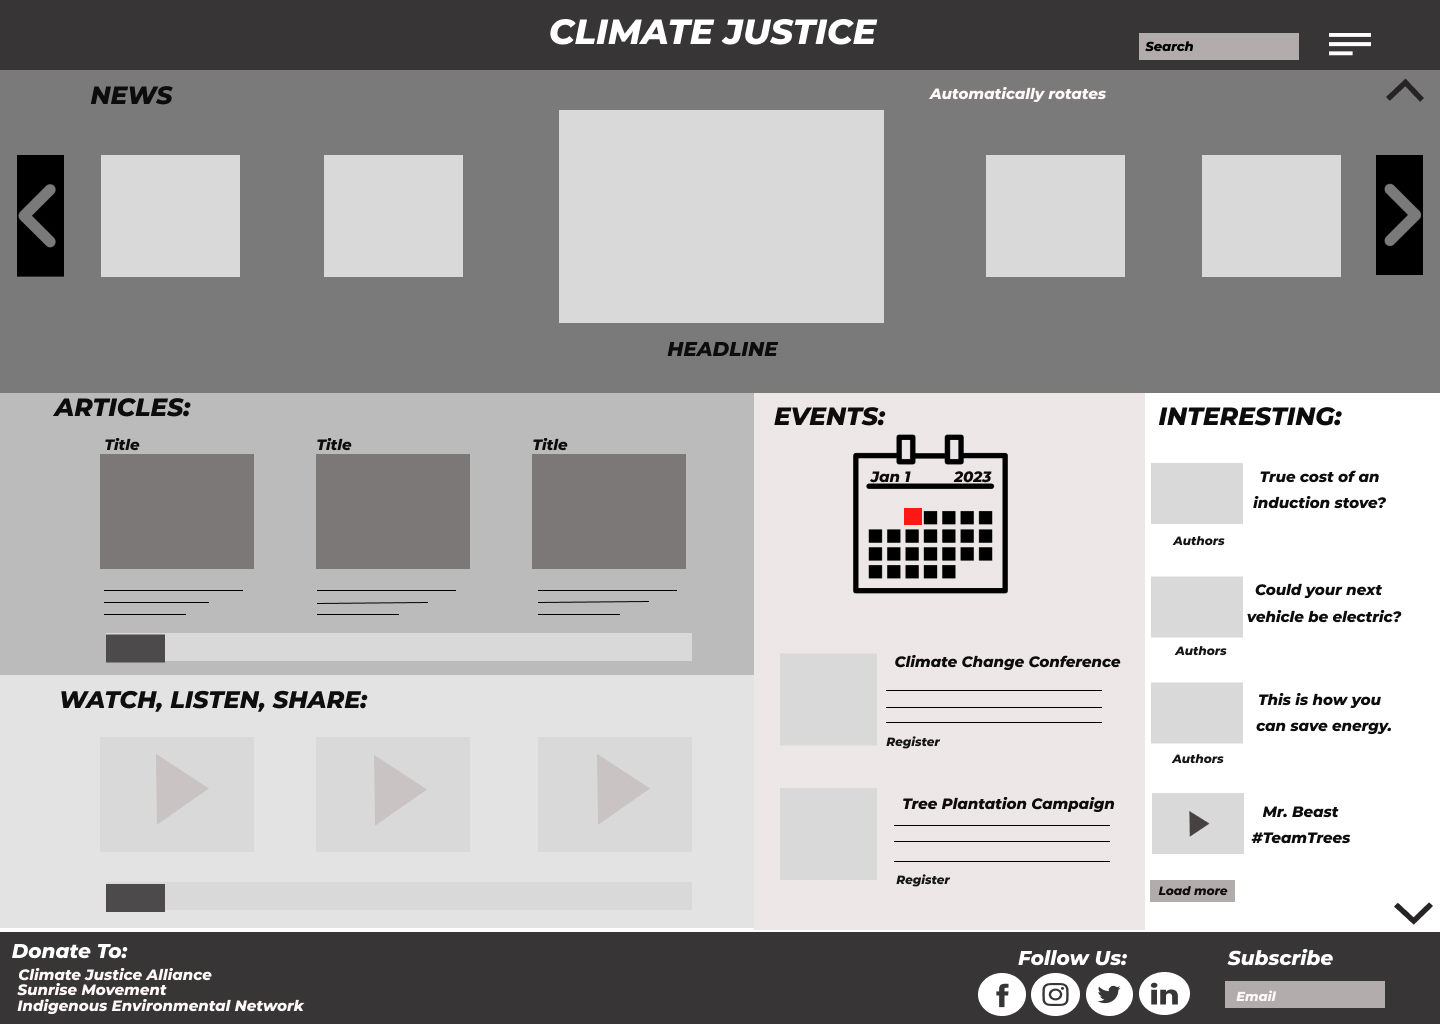 CLIMATE JUSTICE
Search
NEWS
Automatically rotates
HEADLINE
ARTICLES:
Title
Title
Title
WATCH, LISTEN, SHARE:
EVENTS:
Jan 1 2023
Climate Change Conference
Register
Tree Plantation Campaign
Register
INTERESTING:
True cost of an
induction stove?
Authors
Could your next
vehicle be electric?
Authors
This is how you
can save energy.
Authors
Mr. Beast
#TeamTrees
Load more
Donate To:
Climate Justice Alliance
Sunrise Movement
Indigenous Environmental Network
Follow Us:
f
in
Subscribe
Email